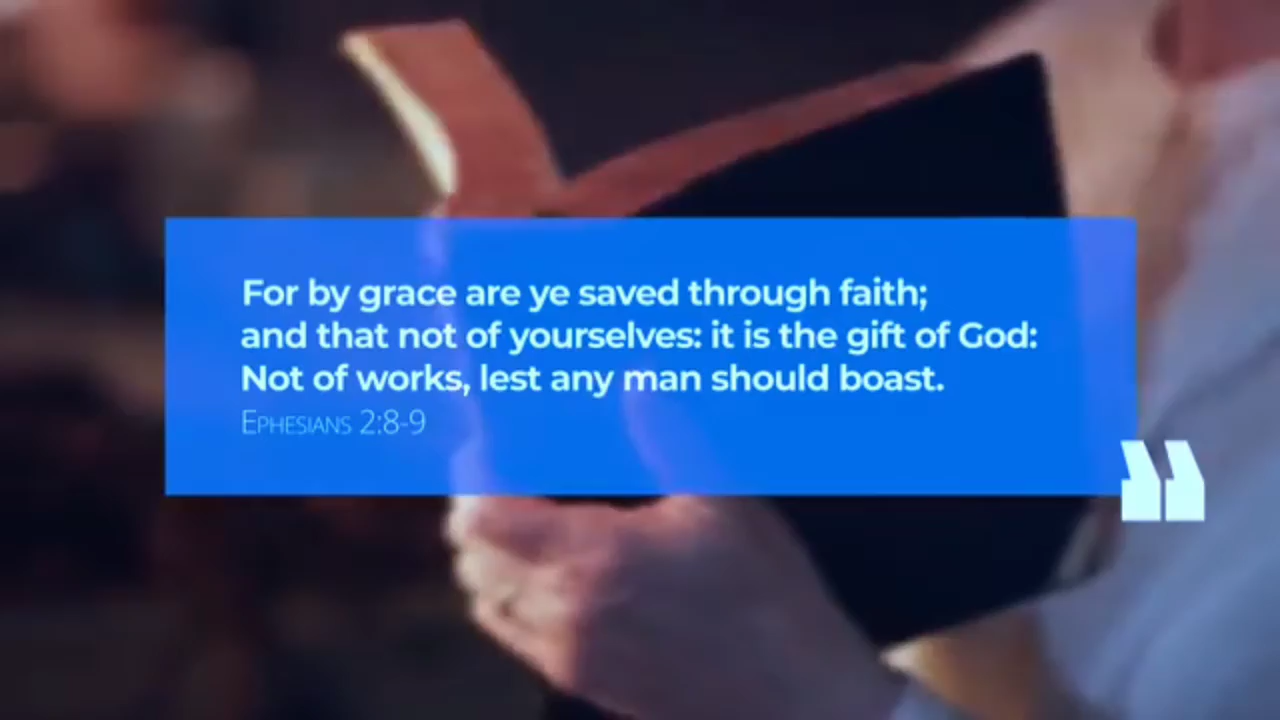 For by grace are ye saved through faith;
and that not of yourselves: it is the gift of God:
Not of works, lest any man should boast.
Ephesians 2:8-9